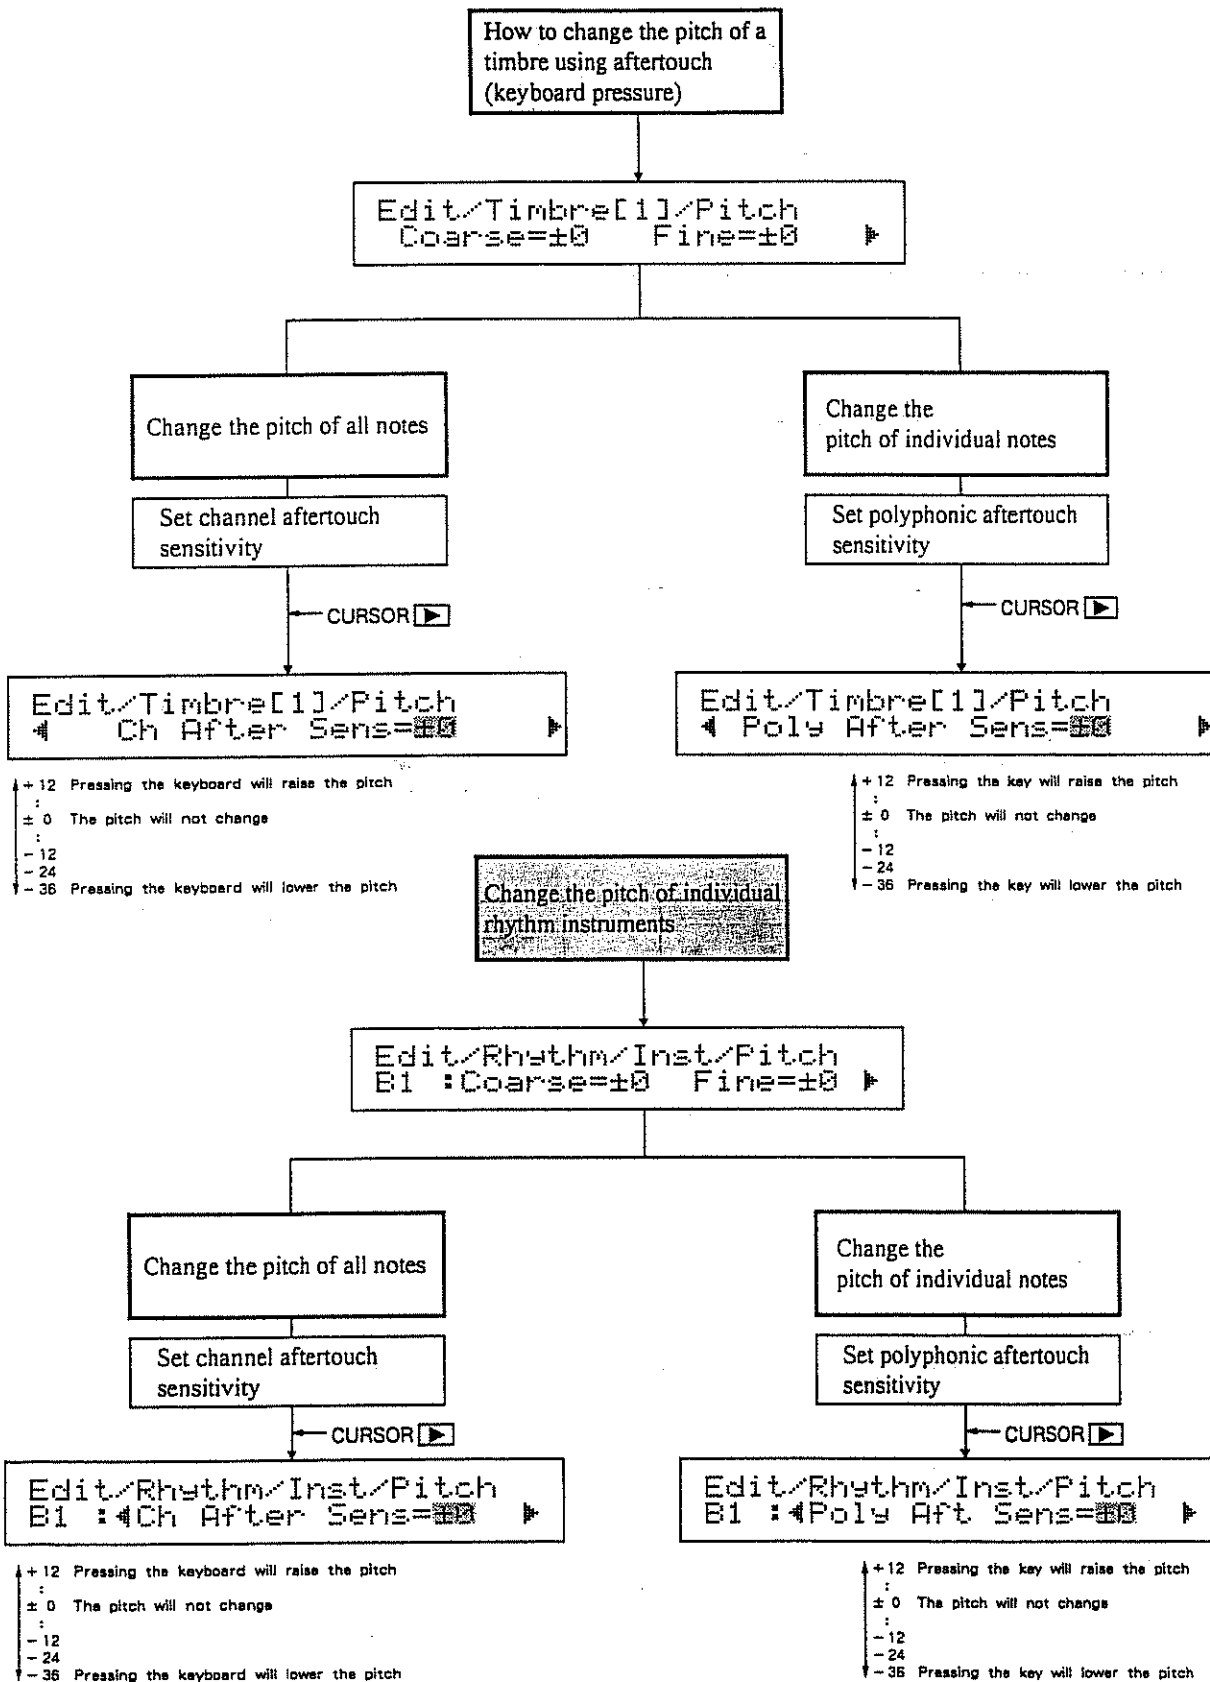 How to change the pitch of a
timbre using aftertouch
(keyboard pressure)
Edit/Timbre[1]/Pitch
Coarse=±0 Fine=±0
Change the pitch of all notes
Change the
pitch of individual notes
Set channel aftertouch
sensitivity
Set polyphonic aftertouch
sensitivity
CURSOR
CURSOR
Edit/Timbre[1]/Pitch
Ch After Sens=±0
Edit/Timbre[1]/Pitch
Poly After Sens=±0
+ 12 Pressing the keyboard will raise the pitch
:
± 0 The pitch will not change
:
– 12
– 24
– 36 Pressing the keyboard will lower the pitch
+ 12 Pressing the key will raise the pitch
:
± 0 The pitch will not change
:
– 12
– 24
– 36 Pressing the key will lower the pitch
Change the pitch of individual
rhythm instruments
Edit/Rhythm/Inst/Pitch
B1 :Coarse=±0 Fine=±0
Change the pitch of all notes
Change the
pitch of individual notes
Set channel aftertouch
sensitivity
Set polyphonic aftertouch
sensitivity
CURSOR
CURSOR
Edit/Rhythm/Inst/Pitch
B1 :Ch After Sens=±0
Edit/Rhythm/Inst/Pitch
B1 :Poly Aft Sens=±0
+ 12 Pressing the keyboard will raise the pitch
:
± 0 The pitch will not change
:
– 12
– 24
– 36 Pressing the keyboard will lower the pitch
+ 12 Pressing the key will raise the pitch
:
± 0 The pitch will not change
:
– 12
– 24
– 36 Pressing the key will lower the pitch